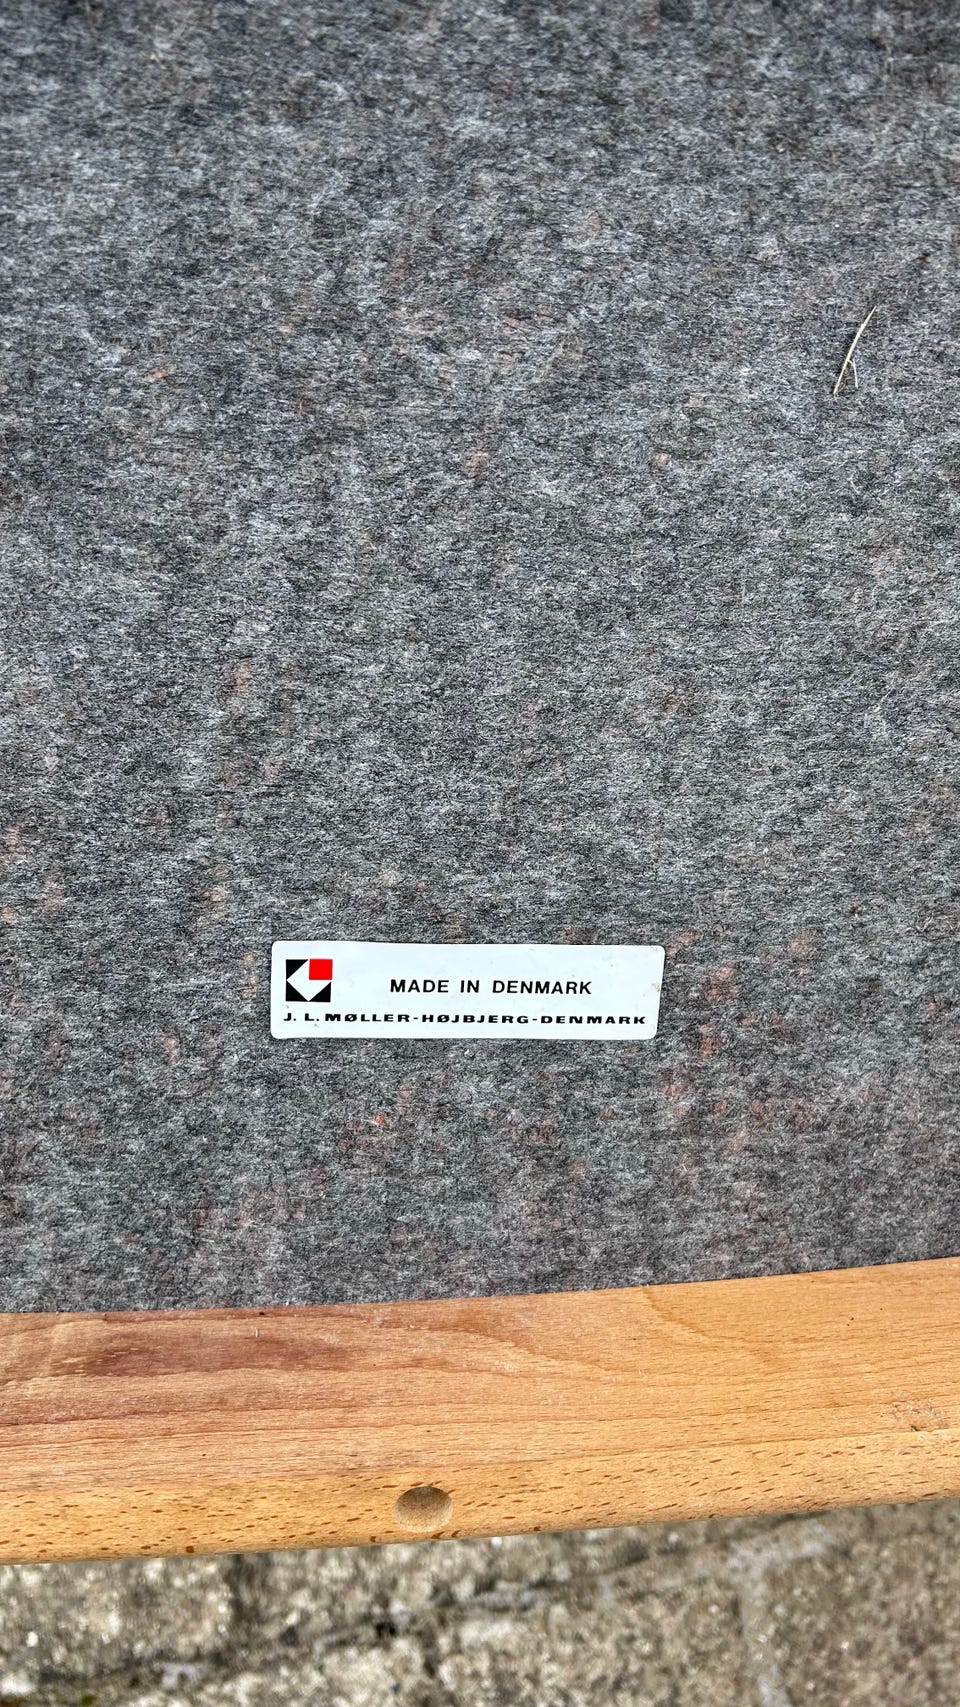 MADE IN DENMARK
J. L. MØLLER-HØJBJERG-DENMARK